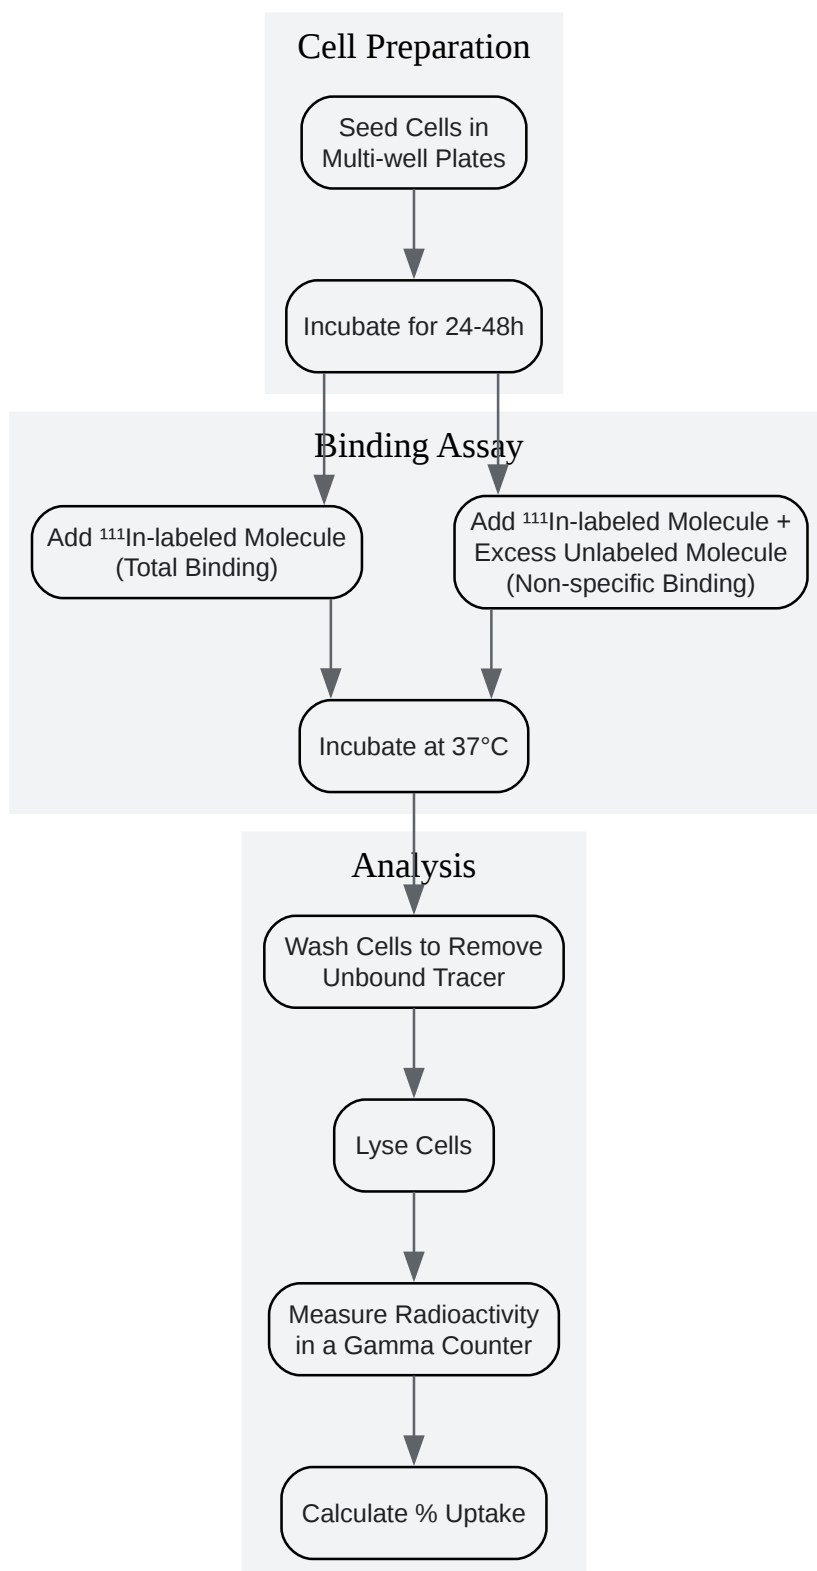 Cell Preparation
Seed Cells in
Multi-well Plates
Incubate for 24-48h
Binding Assay
Add ¹¹¹In-labeled Molecule
(Total Binding)
Add ¹¹¹In-labeled Molecule +
Excess Unlabeled Molecule
(Non-specific Binding)
Incubate at 37°C
Analysis
Wash Cells to Remove
Unbound Tracer
Lyse Cells
Measure Radioactivity
in a Gamma Counter
Calculate % Uptake